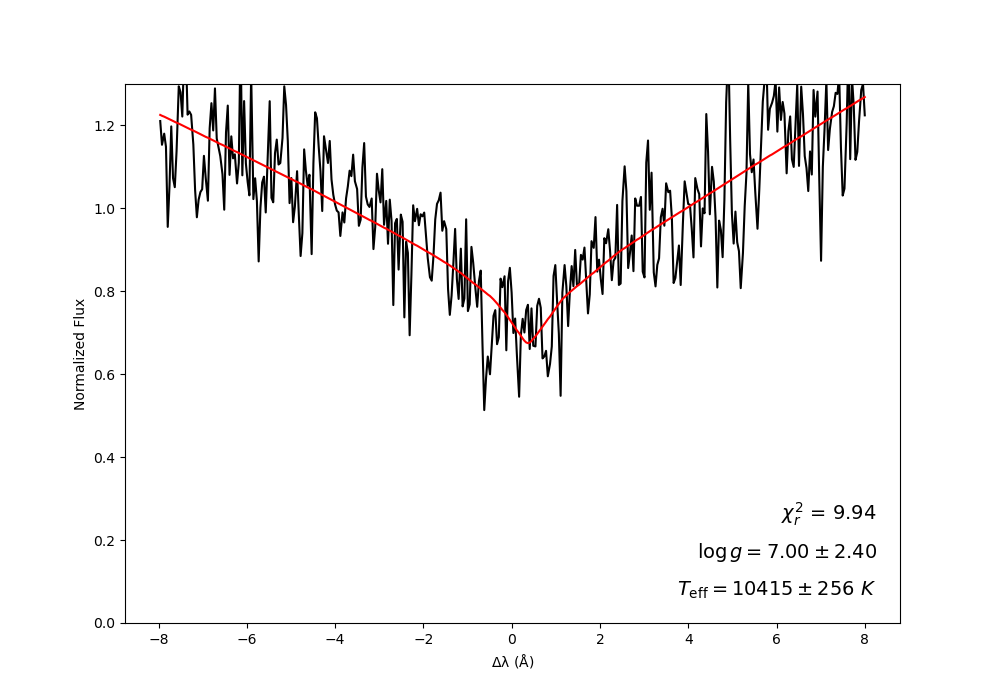 1.2
1.0
0.8
0.6
0.4
0.2
0.0
Normalized Flux
χ²ᵣ = 9.94
log g = 7.00 ± 2.40
T_eff = 10415 ± 256 K
−8 −6 −4 −2 0 2 4 6 8
Δλ (Å)